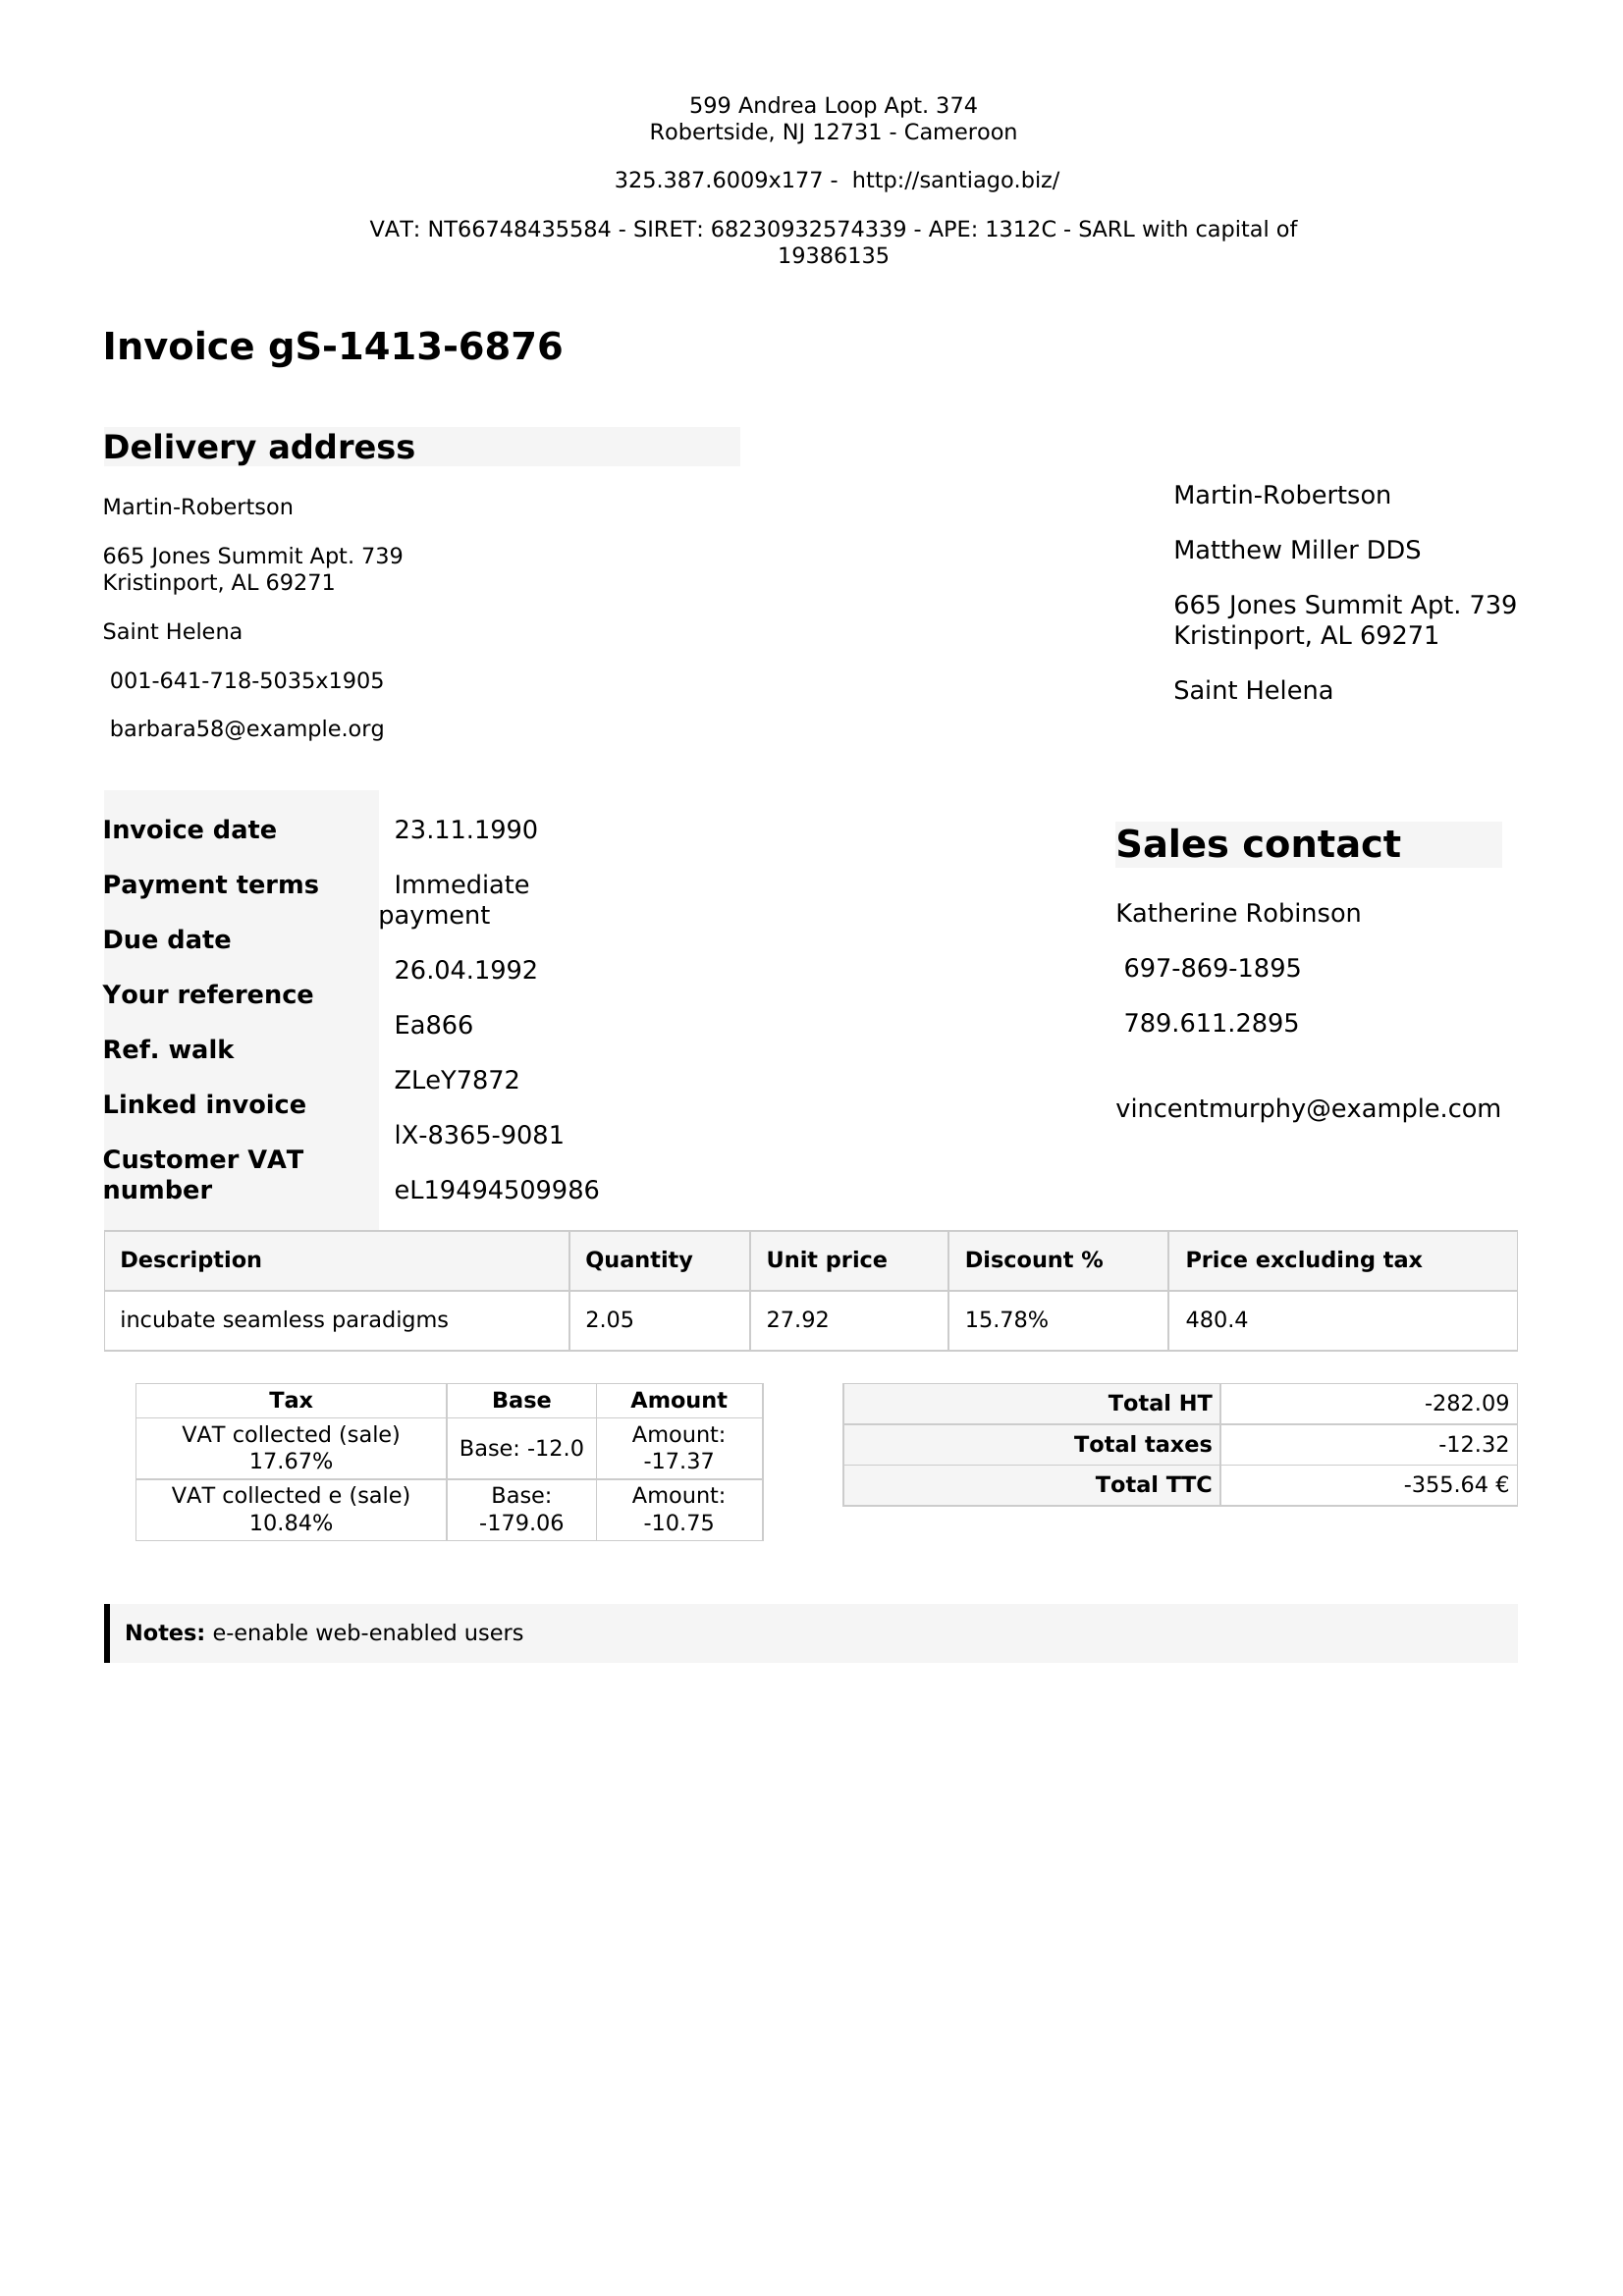 599 Andrea Loop Apt. 374
Robertside, NJ 12731 - Cameroon
325.387.6009x177 -  http://santiago.biz/
VAT: NT66748435584 - SIRET: 68230932574339 - APE: 1312C - SARL with capital of
19386135
Invoice gS-1413-6876
Delivery address
Martin-Robertson
665 Jones Summit Apt. 739
Kristinport, AL 69271
Saint Helena
001-641-718-5035x1905
barbara58@example.org
Martin-Robertson
Matthew Miller DDS
665 Jones Summit Apt. 739
Kristinport, AL 69271
Saint Helena
Invoice date
Payment terms
Due date
Your reference
Ref. walk
Linked invoice
Customer VAT
number
23.11.1990
Immediate
payment
26.04.1992
Ea866
ZLeY7872
lX-8365-9081
eL19494509986
Sales contact
Katherine Robinson
697-869-1895
789.611.2895
vincentmurphy@example.com
Description Quantity Unit price Discount % Price excluding tax
incubate seamless paradigms 2.05 27.92 15.78% 480.4
Tax Base Amount
VAT collected (sale)
17.67%
Base: -12.0
Amount:
-17.37
VAT collected e (sale)
10.84%
Base:
-179.06
Amount:
-10.75
Total HT -282.09
Total taxes -12.32
Total TTC -355.64 €
Notes: e-enable web-enabled users